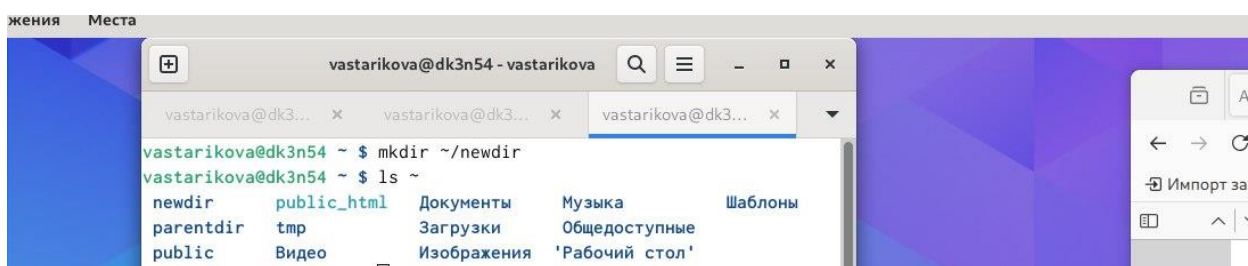 жения Места
vastarikova@dk3n54 - vastarikova
vastarikova@dk3... vastarikova@dk3... vastarikova@dk3...
vastarikova@dk3n54 ~ $ mkdir ~/newdir
vastarikova@dk3n54 ~ $ ls ~
newdir public_html Документы Музыка Шаблоны
parentdir tmp Загрузки Общедоступные
public Видео Изображения 'Рабочий стол'
Импорт за